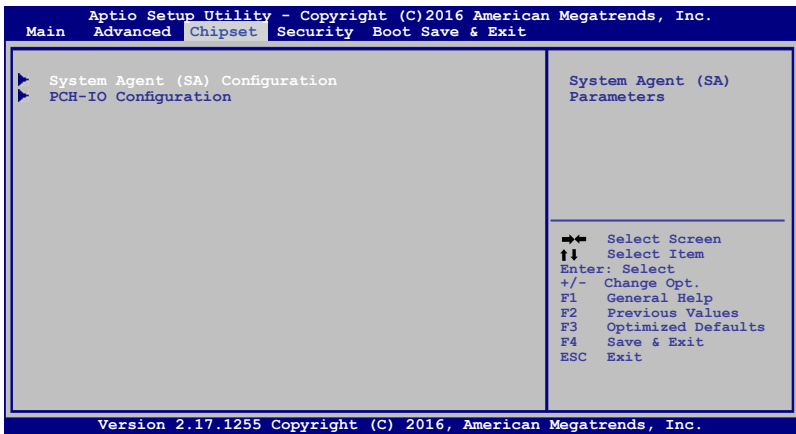 Aptio Setup Utility - Copyright (C)2016 American Megatrends, Inc.
Main Advanced Chipset Security Boot Save & Exit
System Agent (SA) Configuration
PCH-IO Configuration
System Agent (SA)
Parameters
→← Select Screen
↑↓ Select Item
Enter: Select
+/- Change Opt.
F1 General Help
F2 Previous Values
F3 Optimized Defaults
F4 Save & Exit
ESC Exit
Version 2.17.1255 Copyright (C) 2016, American Megatrends, Inc.